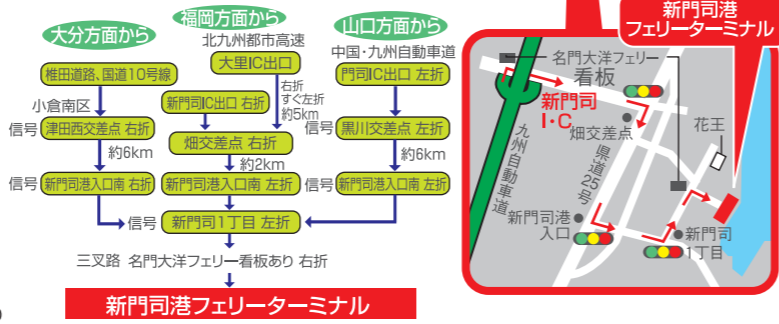 大分方面から
椎田道路、国道10号線
小倉南区
信号 津田西交差点 右折
約6km
信号 新門司港入口南 右折
福岡方面から
北九州都市高速
大里IC出口
右折
すぐ左折
約5km
新門司IC出口 右折
畑交差点 右折
約2km
新門司港入口南 左折
山口方面から
中国・九州自動車道
門司IC出口 左折
信号 黒川交差点 左折
約6km
信号 新門司港入口南 左折
信号 新門司1丁目 左折
三叉路 名門大洋フェリー看板あり 右折
新門司港フェリーターミナル
新門司港
フェリーターミナル
名門大洋フェリー
看板
新門司
I・C
畑交差点
花王
九州自動車道
県道25号
新門司港
入口
新門司
1丁目